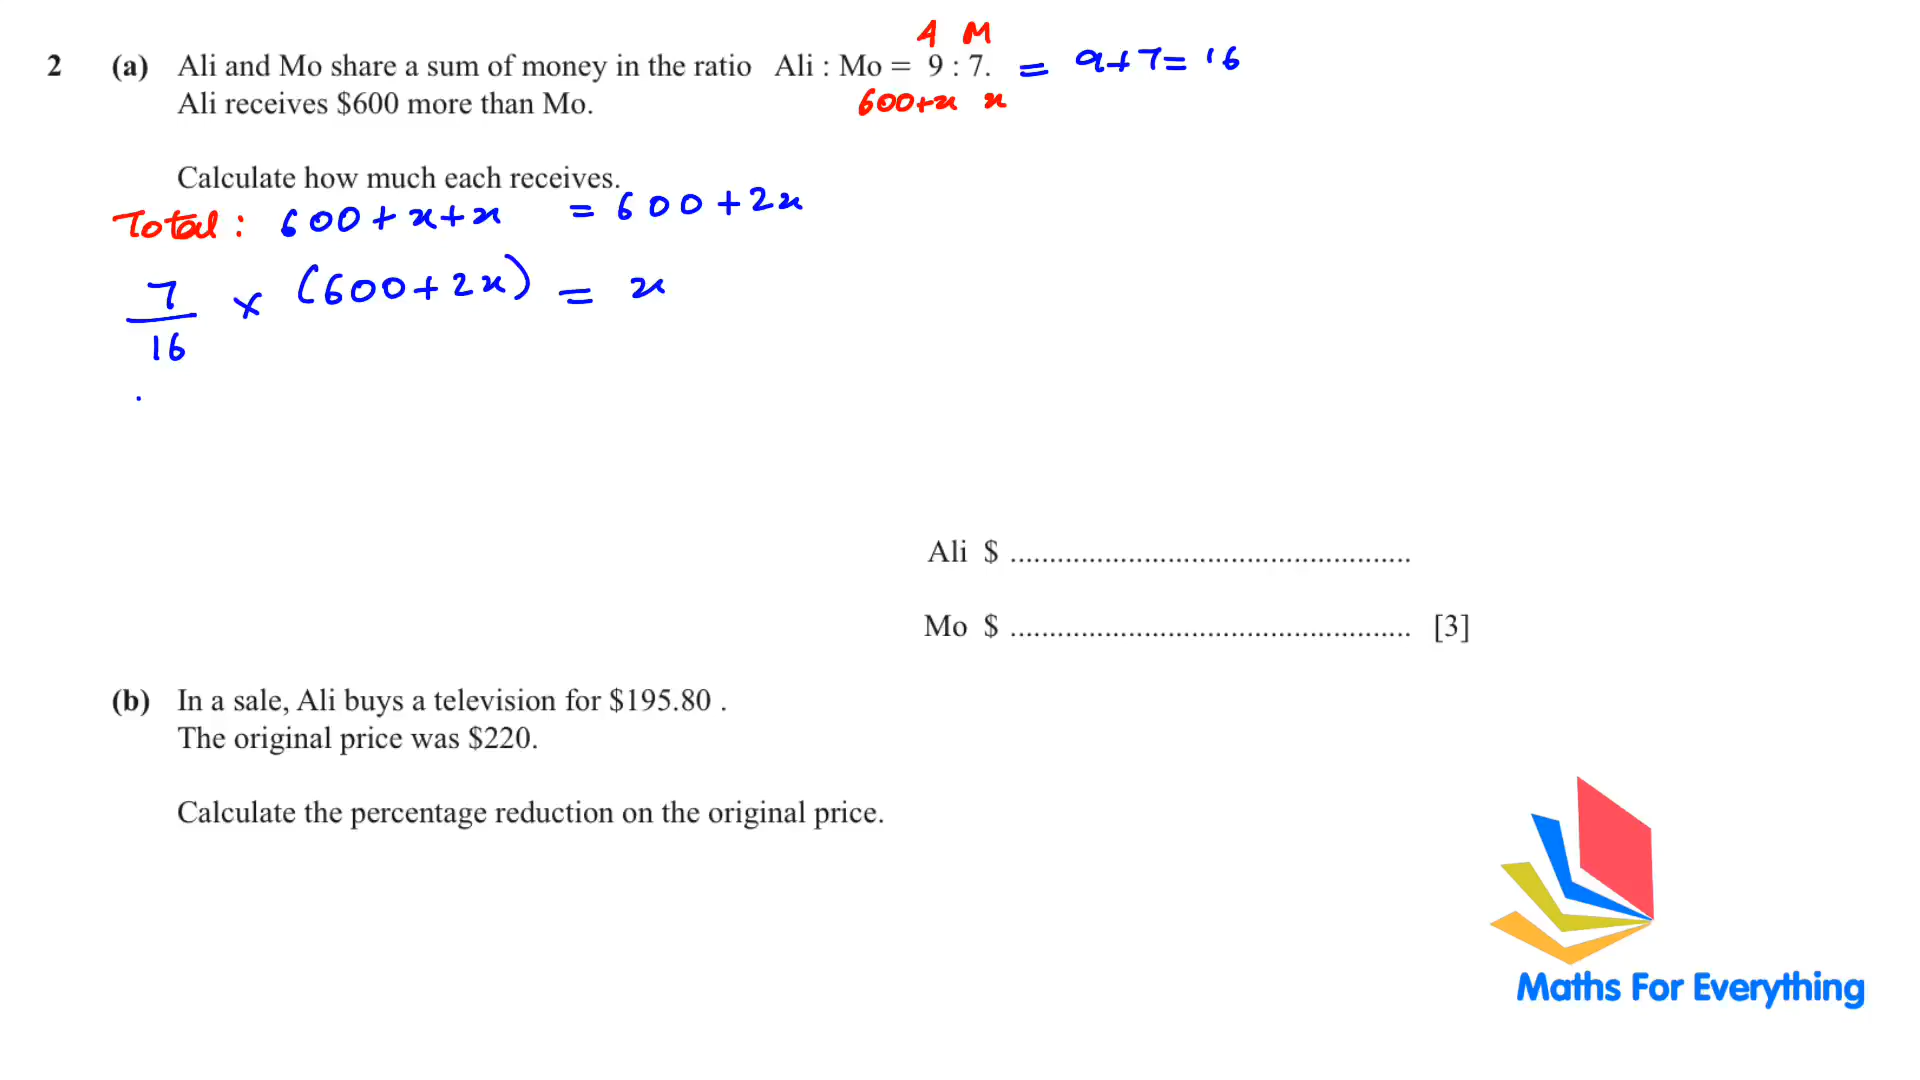 A M
2 (a) Ali and Mo share a sum of money in the ratio Ali : Mo = 9 : 7. = 9+7= 16
Ali receives $600 more than Mo. 600+x x
Calculate how much each receives.
Total: 600+x+x = 600+2x
7/16 × (600+2x) = x
Ali $ ....................................................
Mo $ .................................................... [3]
(b) In a sale, Ali buys a television for $195.80 .
The original price was $220.
Calculate the percentage reduction on the original price.
Maths For Everything